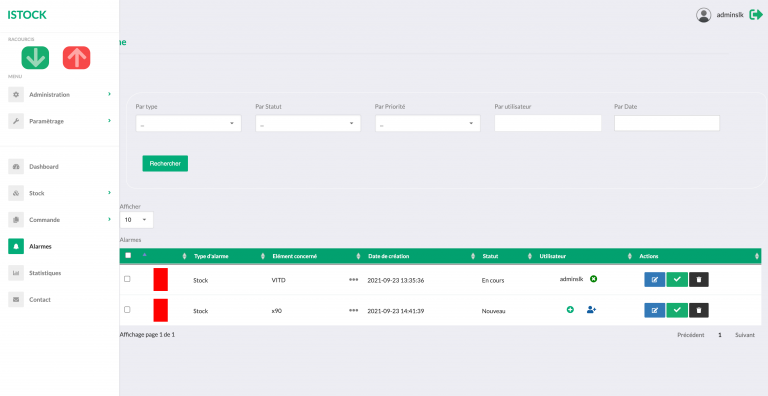 ISTOCK
adminslk
RACOURCIS
me
MENU
Administration
Paramètrage
Par type
Par Statut
Par Priorité
Par utilisateur
Par Date
...
...
...
Rechercher
Dashboard
Stock
Commande
Alarmes
Statistiques
Contact
Afficher
10
Alarmes
Type d'alarme
Elément concerné
Date de création
Statut
Utilisateur
Actions
Stock
VITD
2021-09-23 13:35:36
En cours
adminslk
Stock
x90
2021-09-23 14:41:39
Nouveau
Affichage page 1 de 1
Précédent
1
Suivant